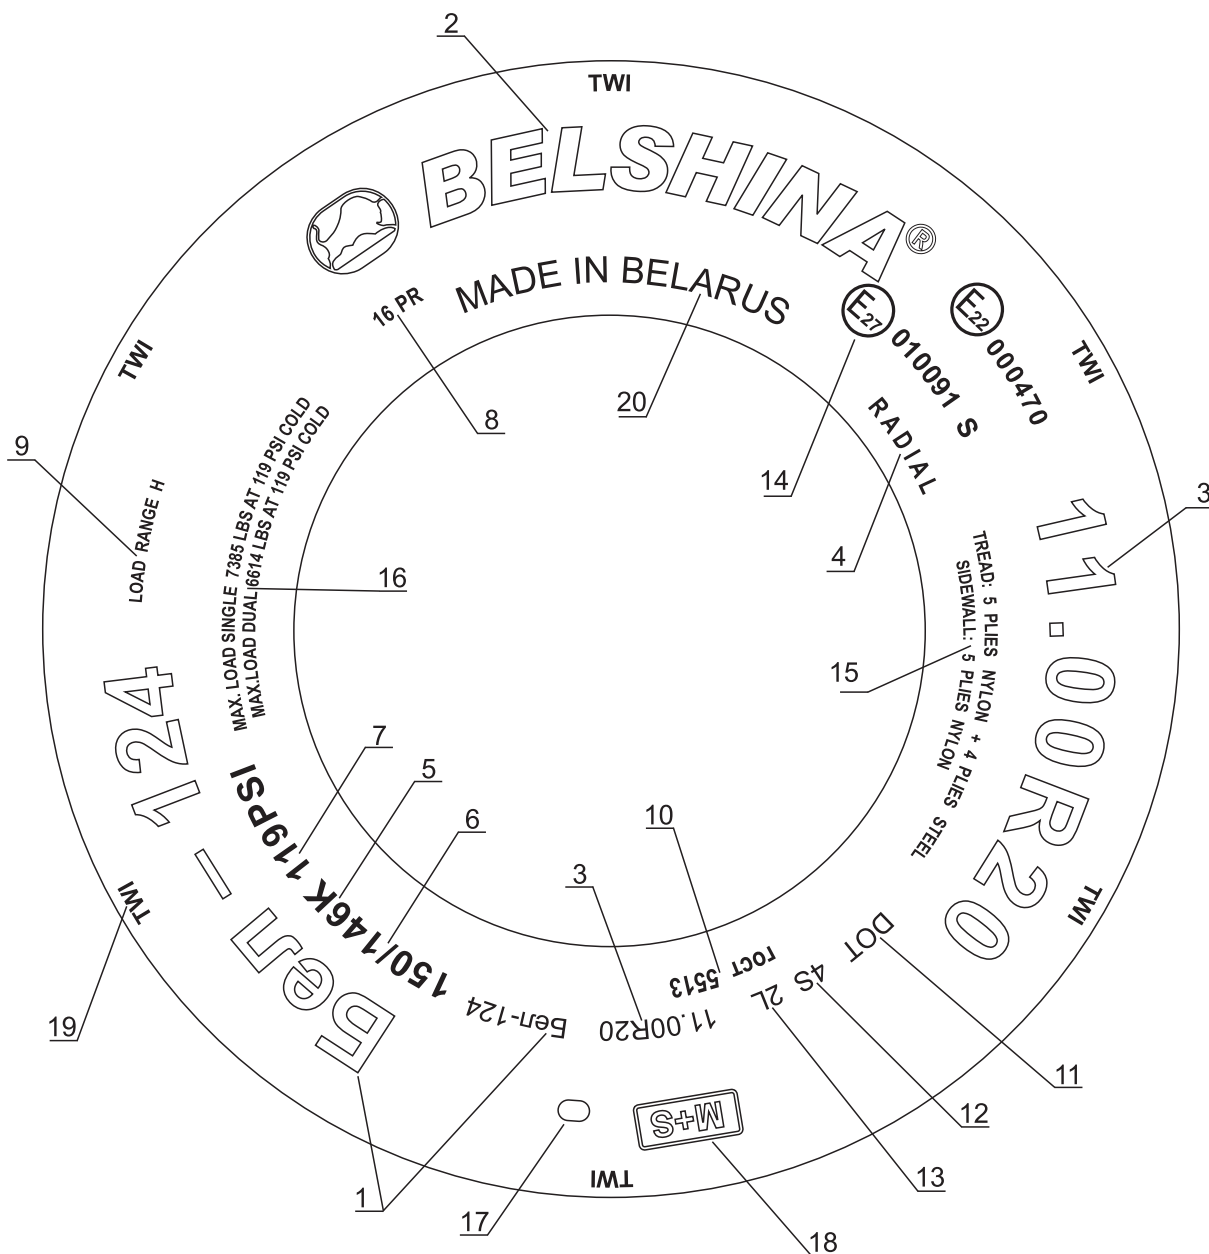 2
TWI
BELSHINA®
16 PR
MADE IN BELARUS
E27 010091 S
E22 000470
TWI
TWI
8
20
14
RADIAL
4
3
9
LOAD RANGE H
MAX. LOAD SINGLE 7385 LBS AT 119 PSI COLD
MAX.LOAD DUAL 6614 LBS AT 119 PSI COLD
16
TREAD: 5 PLIES NYLON + 4 PLIES STEEL
SIDEWALL: 5 PLIES NYLON
15
11.00R20
Бел-124
7
5
6
119PSI
150/146K
10
3
TWI
TWI
19
Бел-124
11.00R20
гост 5513
2L
4S
DOT
11
12
13
M+S
TWI
1
17
18